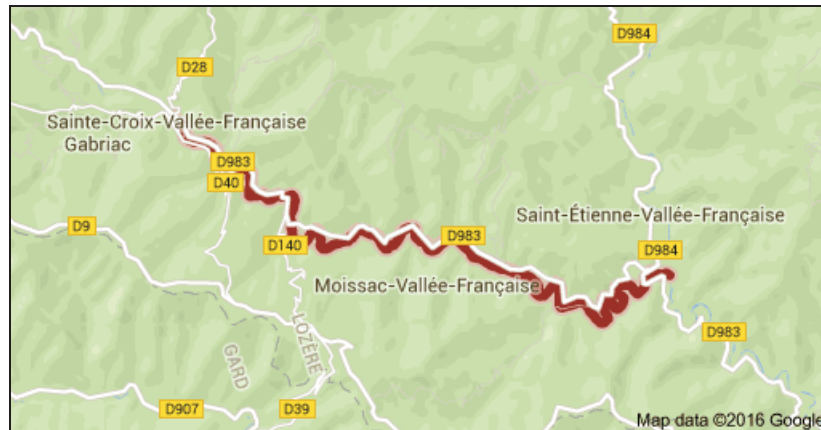 D984
D28
Sainte-Croix-Vallée-Française
Gabriac
D983
D40
D9
D140
D983
Saint-Étienne-Vallée-Française
D984
Moissac-Vallée-Française
LOZÈRE
GARD
D983
D907
D39
Map data ©2016 Google